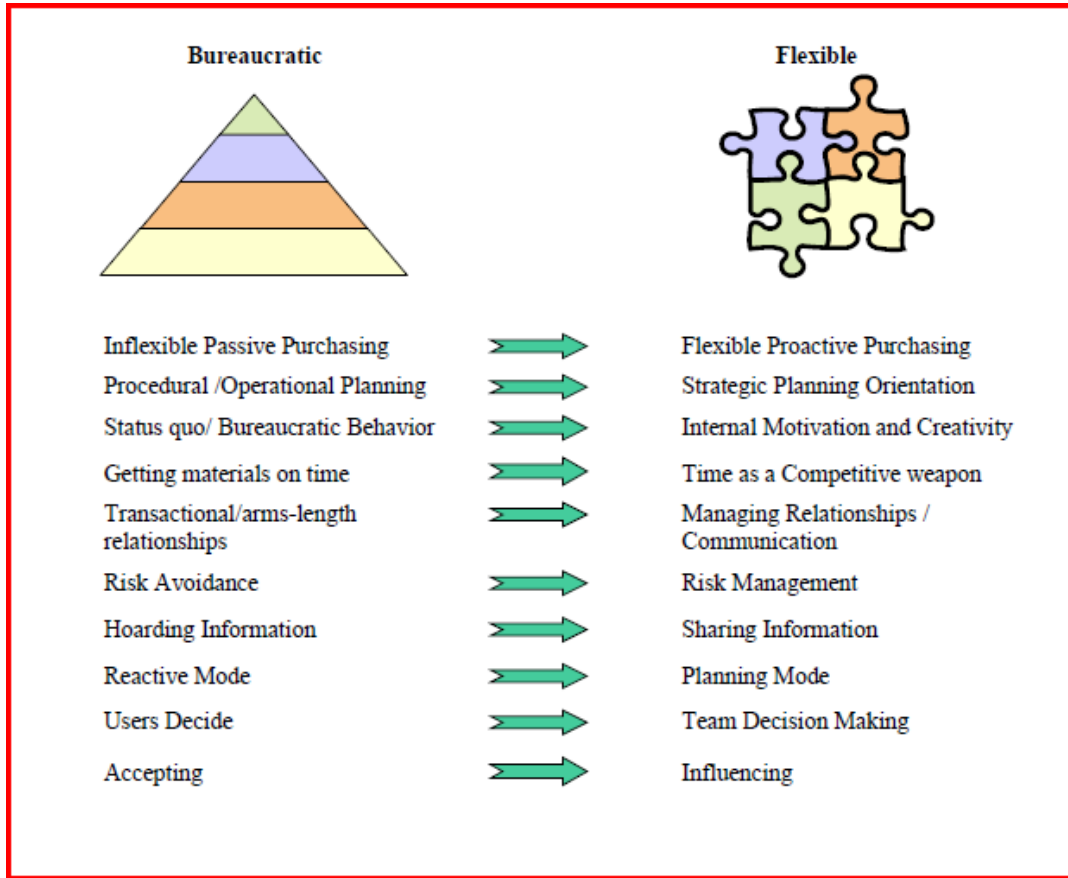 Bureaucratic
Flexible
Inflexible Passive Purchasing
Flexible Proactive Purchasing
Procedural /Operational Planning
Strategic Planning Orientation
Status quo/ Bureaucratic Behavior
Internal Motivation and Creativity
Getting materials on time
Time as a Competitive weapon
Transactional/arms-length
relationships
Managing Relationships /
Communication
Risk Avoidance
Risk Management
Hoarding Information
Sharing Information
Reactive Mode
Planning Mode
Users Decide
Team Decision Making
Accepting
Influencing